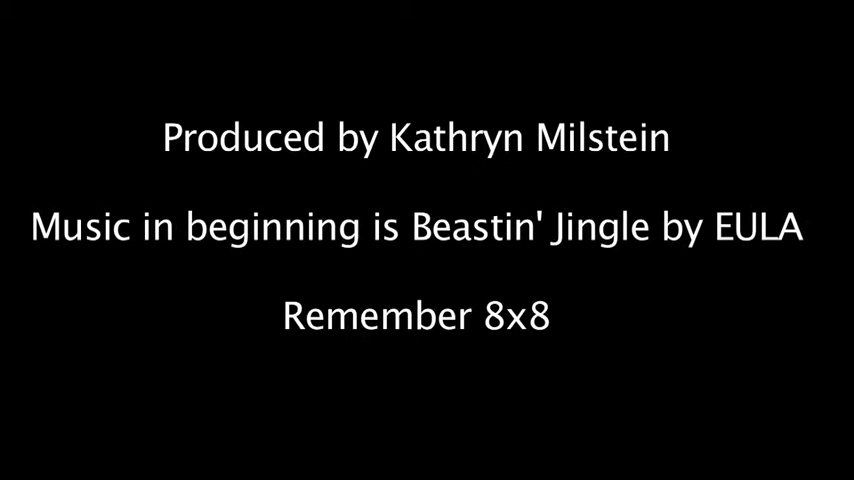 Produced by Kathryn Milstein
Music in beginning is Beastin' Jingle by EULA
Remember 8x8